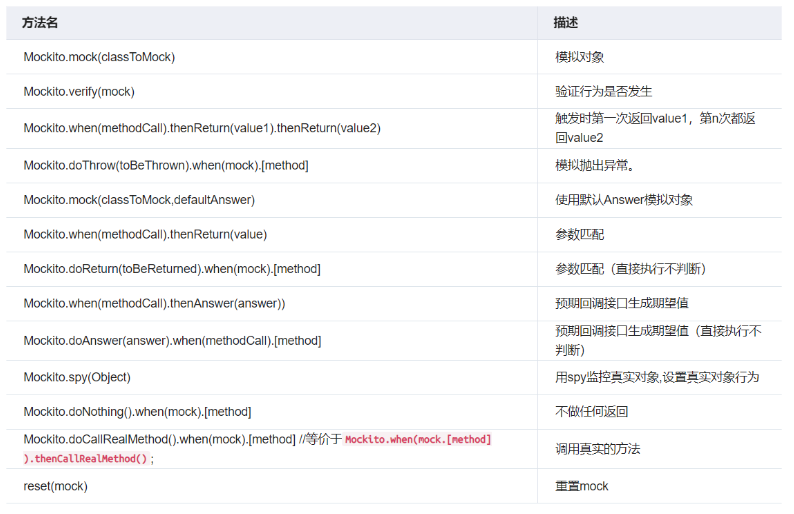 方法名 描述
Mockito.mock(classToMock) 模拟对象
Mockito.verify(mock) 验证行为是否发生
Mockito.when(methodCall).thenReturn(value1).thenReturn(value2) 触发时第一次返回value1，第n次都返
回value2
Mockito.doThrow(toBeThrown).when(mock).[method] 模拟抛出异常。
Mockito.mock(classToMock,defaultAnswer) 使用默认Answer模拟对象
Mockito.when(methodCall).thenReturn(value) 参数匹配
Mockito.doReturn(toBeReturned).when(mock).[method] 参数匹配（直接执行不判断）
Mockito.when(methodCall).thenAnswer(answer)) 预期回调接口生成期望值
Mockito.doAnswer(answer).when(methodCall).[method] 预期回调接口生成期望值（直接执行不
判断）
Mockito.spy(Object) 用spy监控真实对象,设置真实对象行为
Mockito.doNothing().when(mock).[method] 不做任何返回
Mockito.doCallRealMethod().when(mock).[method] //等价于 Mockito.when(mock.[method]
).thenCallRealMethod() ; 调用真实的方法
reset(mock) 重置mock